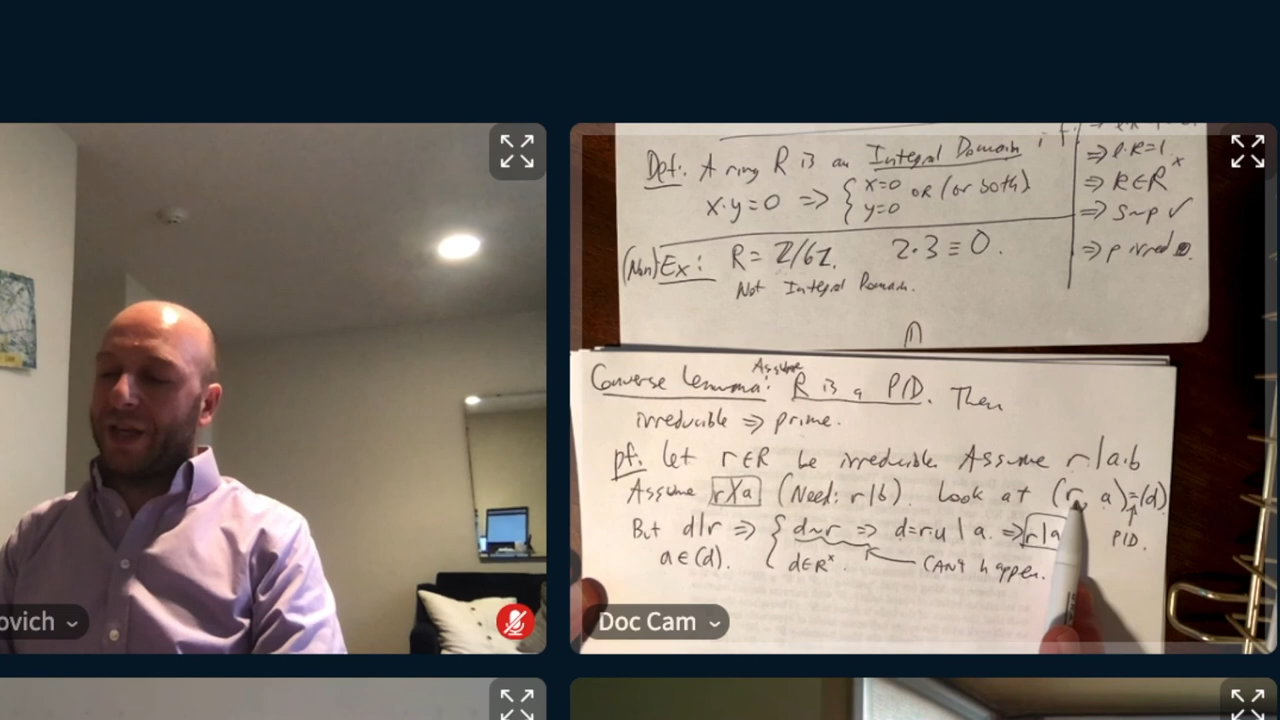 Def: A ring R is an Integral Domain if
x·y=0 ⇒ { x=0 or (or both)
y=0
(Non) Ex: R = Z/6Z. 2·3 ≡ 0.
Not Integral Domain.
⇒ l·k=1
⇒ k∈R^x
⇒ s~p ✓
⇒ p irred
Converse Lemma: Assume R is a PID. Then
irreducible ⇒ prime.
pf: Let r∈R be irreducible. Assume r|a·b
Assume r∤a (Need: r|b). Look at (r, a)=(d)
But d|r ⇒ { d~r ⇒ d=r·u | a. ⇒ r|a PID.
a∈(d). d∈R^x. CAN'T happen.
ovich
Doc Cam